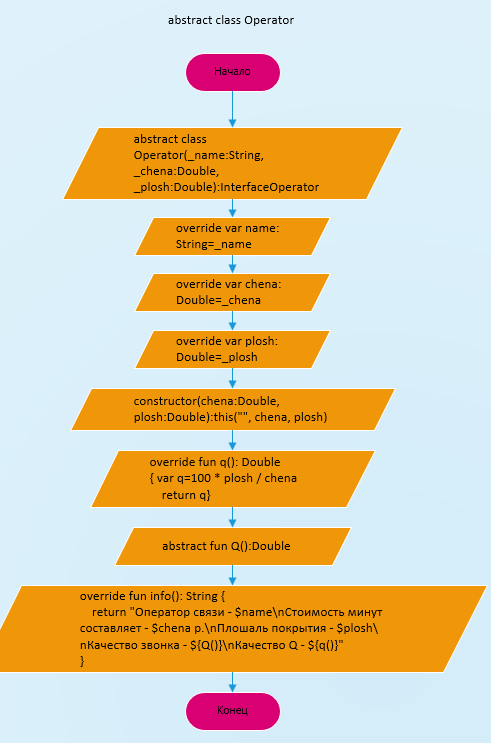 abstract class Operator
Начало
abstract class
Operator(_name:String,
_chena:Double,
_plosh:Double):InterfaceOperator
override var name:
String=_name
override var chena:
Double=_chena
override var plosh:
Double=_plosh
constructor(chena:Double,
plosh:Double):this("", chena, plosh)
override fun q(): Double
{ var q=100 * plosh / chena
return q}
abstract fun Q():Double
override fun info(): String {
return "Оператор связи - $name\nСтоимость минут
составляет - $chena р.\nПлошаль покрытия - $plosh\
nКачество звонка - ${Q()}\nКачество Q - ${q()}"
}
Конец